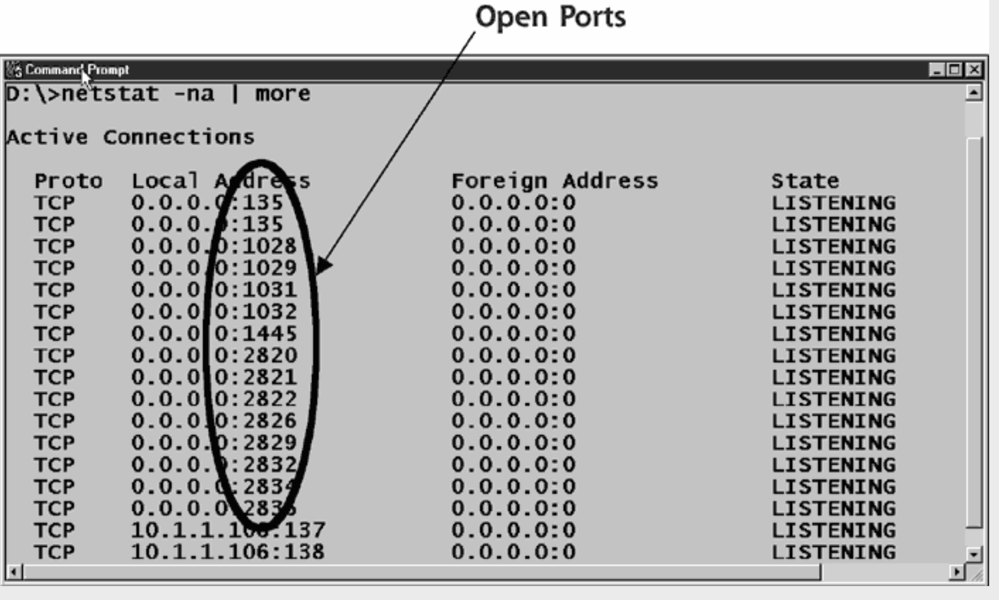 Open Ports
Command Prompt
D:\>netstat -na | more
Active Connections
Proto Local Address Foreign Address State
TCP 0.0.0.0:135 0.0.0.0:0 LISTENING
TCP 0.0.0.0:135 0.0.0.0:0 LISTENING
TCP 0.0.0.0:1028 0.0.0.0:0 LISTENING
TCP 0.0.0.0:1029 0.0.0.0:0 LISTENING
TCP 0.0.0.0:1031 0.0.0.0:0 LISTENING
TCP 0.0.0.0:1032 0.0.0.0:0 LISTENING
TCP 0.0.0.0:1445 0.0.0.0:0 LISTENING
TCP 0.0.0.0:2820 0.0.0.0:0 LISTENING
TCP 0.0.0.0:2821 0.0.0.0:0 LISTENING
TCP 0.0.0.0:2822 0.0.0.0:0 LISTENING
TCP 0.0.0.0:2826 0.0.0.0:0 LISTENING
TCP 0.0.0.0:2829 0.0.0.0:0 LISTENING
TCP 0.0.0.0:2832 0.0.0.0:0 LISTENING
TCP 0.0.0.0:2834 0.0.0.0:0 LISTENING
TCP 0.0.0.0:0 LISTENING
TCP 10.1.1.106:137 0.0.0.0:0 LISTENING
TCP 10.1.1.106:138 0.0.0.0:0 LISTENING